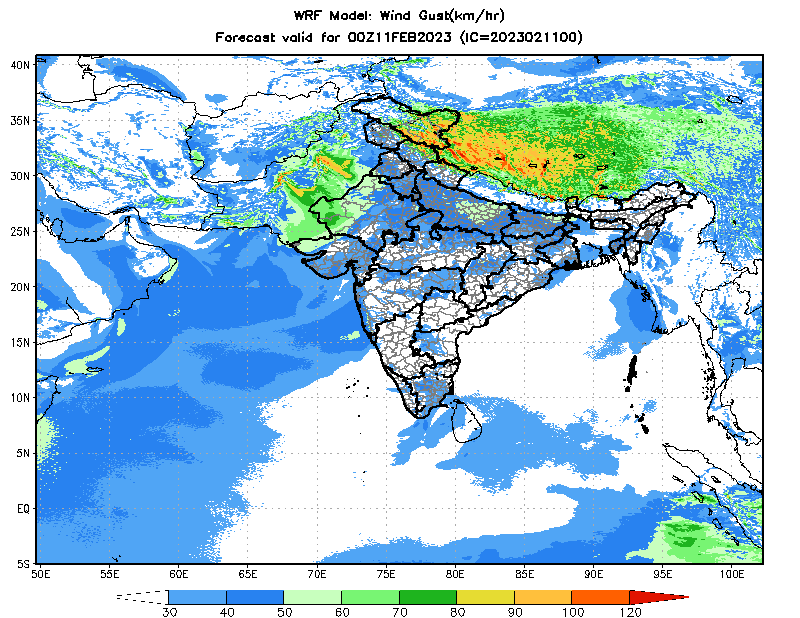 WRF Model: Wind Gust(km/hr)
Forecast valid for 00Z11FEB2023 (IC=2023021100)
40N
35N
30N
25N
20N
15N
10N
5N
EQ
5S
50E 55E 60E 65E 70E 75E 80E 85E 90E 95E 100E
30 40 50 60 70 80 90 100 120